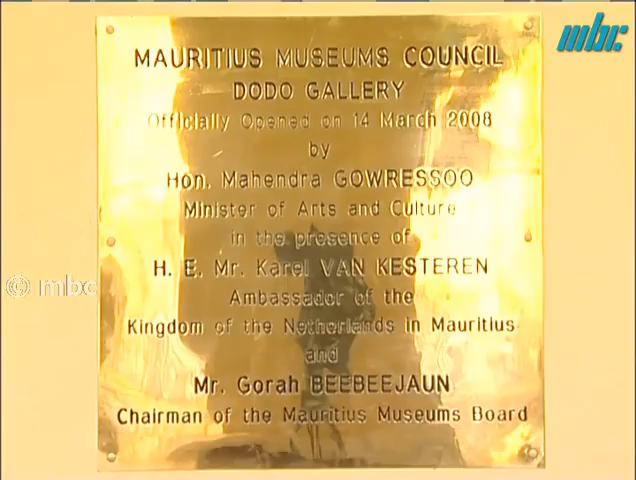 mbc
MAURITIUS MUSEUMS COUNCIL
DODO GALLERY
Officially Opened on 14 March 2008
by
Hon. Mahendra GOWRESSOO
Minister of Arts and Culture
in the presence of
H. E. Mr. Karel VAN KESTEREN
© mbc
Ambassador of the
Kingdom of the Netherlands in Mauritius
and
Mr. Gorah BEEBEEJAUN
Chairman of the Mauritius Museums Board